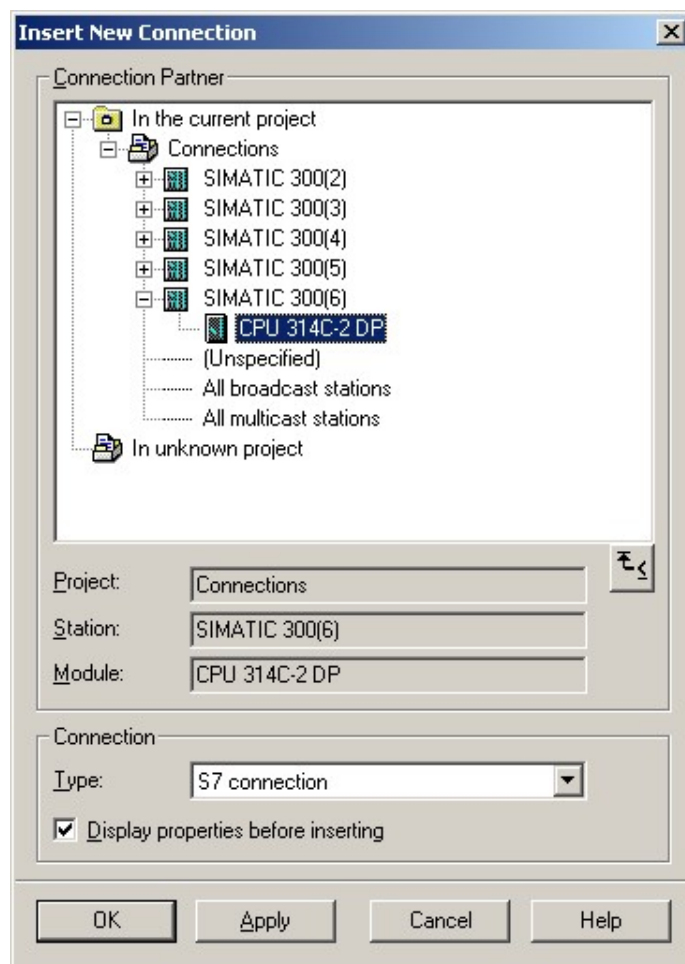 Insert New Connection
Connection Partner
In the current project
Connections
SIMATIC 300(2)
SIMATIC 300(3)
SIMATIC 300(4)
SIMATIC 300(5)
SIMATIC 300(6)
CPU 314C-2 DP
(Unspecified)
All broadcast stations
All multicast stations
In unknown project
Project: Connections
Station: SIMATIC 300(6)
Module: CPU 314C-2 DP
Connection
Type: S7 connection
Display properties before inserting
OK Apply Cancel Help